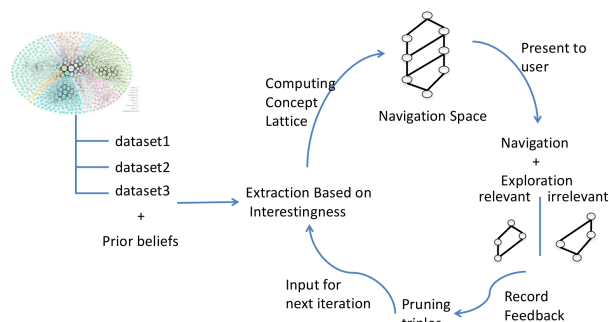 dataset1
dataset2
dataset3
+
Prior beliefs
Extraction Based on
Interestingness
Computing
Concept
Lattice
Navigation Space
Present to
user
Navigation
+
Exploration
relevant
irrelevant
Record
Feedback
Pruning
triples
Input for
next iteration